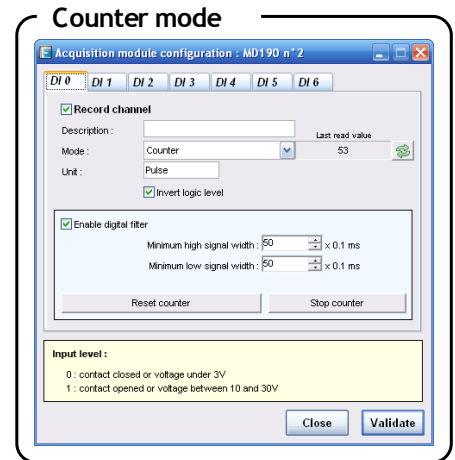 Counter mode
Acquisition module configuration : MD190 n°2
DI 0 DI 1 DI 2 DI 3 DI 4 DI 5 DI 6
Record channel
Description :
Last read value
Mode : Counter 53
Unit : Pulse
Invert logic level
Enable digital filter
Minimum high signal width : 50 x 0.1 ms
Minimum low signal width : 50 x 0.1 ms
Reset counter Stop counter
Input level :
0 : contact closed or voltage under 3V
1 : contact opened or voltage between 10 and 30V
Close Validate